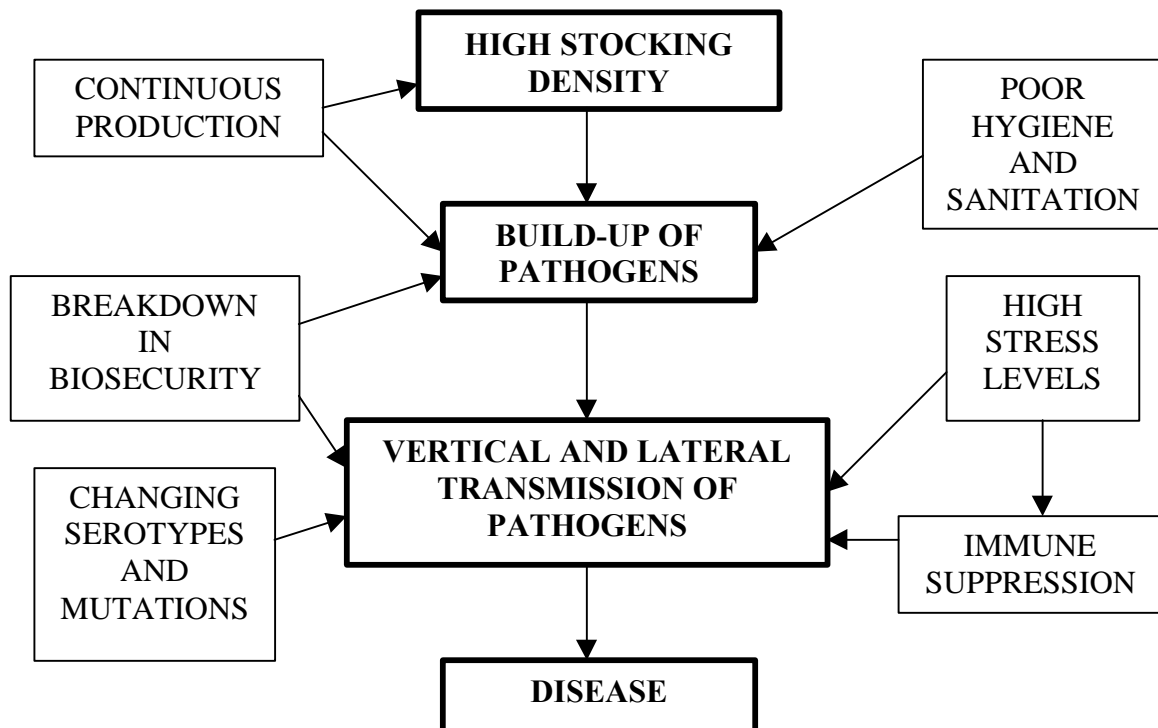 HIGH STOCKING
DENSITY
CONTINUOUS
PRODUCTION
POOR
HYGIENE
AND
SANITATION
BUILD-UP OF
PATHOGENS
BREAKDOWN
IN
BIOSECURITY
HIGH
STRESS
LEVELS
VERTICAL AND LATERAL
TRANSMISSION OF
PATHOGENS
CHANGING
SEROTYPES
AND
MUTATIONS
IMMUNE
SUPPRESSION
DISEASE